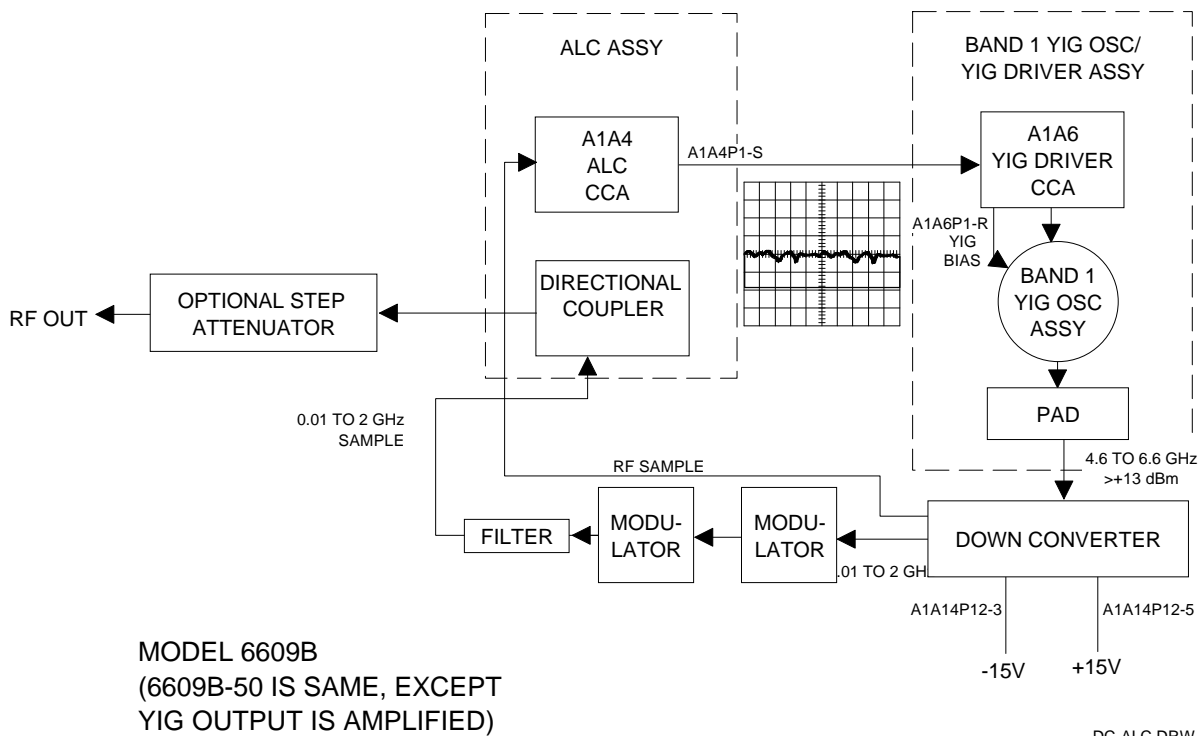 ALC ASSY
BAND 1 YIG OSC/
YIG DRIVER ASSY
A1A4
ALC
CCA
A1A4P1-S
A1A6
YIG DRIVER
CCA
A1A6P1-R
YIG
BIAS
BAND 1
YIG OSC
ASSY
DIRECTIONAL
COUPLER
OPTIONAL STEP
ATTENUATOR
RF OUT
PAD
0.01 TO 2 GHz
SAMPLE
4.6 TO 6.6 GHz
>+13 dBm
RF SAMPLE
FILTER
MODU-
LATOR
MODU-
LATOR
DOWN CONVERTER
.01 TO 2 GH
A1A14P12-3
A1A14P12-5
-15V
+15V
MODEL 6609B
(6609B-50 IS SAME, EXCEPT
YIG OUTPUT IS AMPLIFIED)